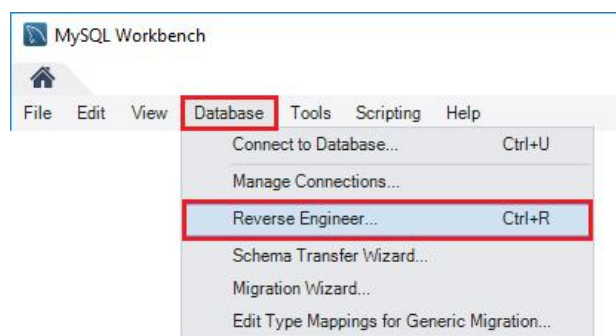 MySQL Workbench
File Edit View Database Tools Scripting Help
Connect to Database... Ctrl+U
Manage Connections...
Reverse Engineer... Ctrl+R
Schema Transfer Wizard...
Migration Wizard...
Edit Type Mappings for Generic Migration...